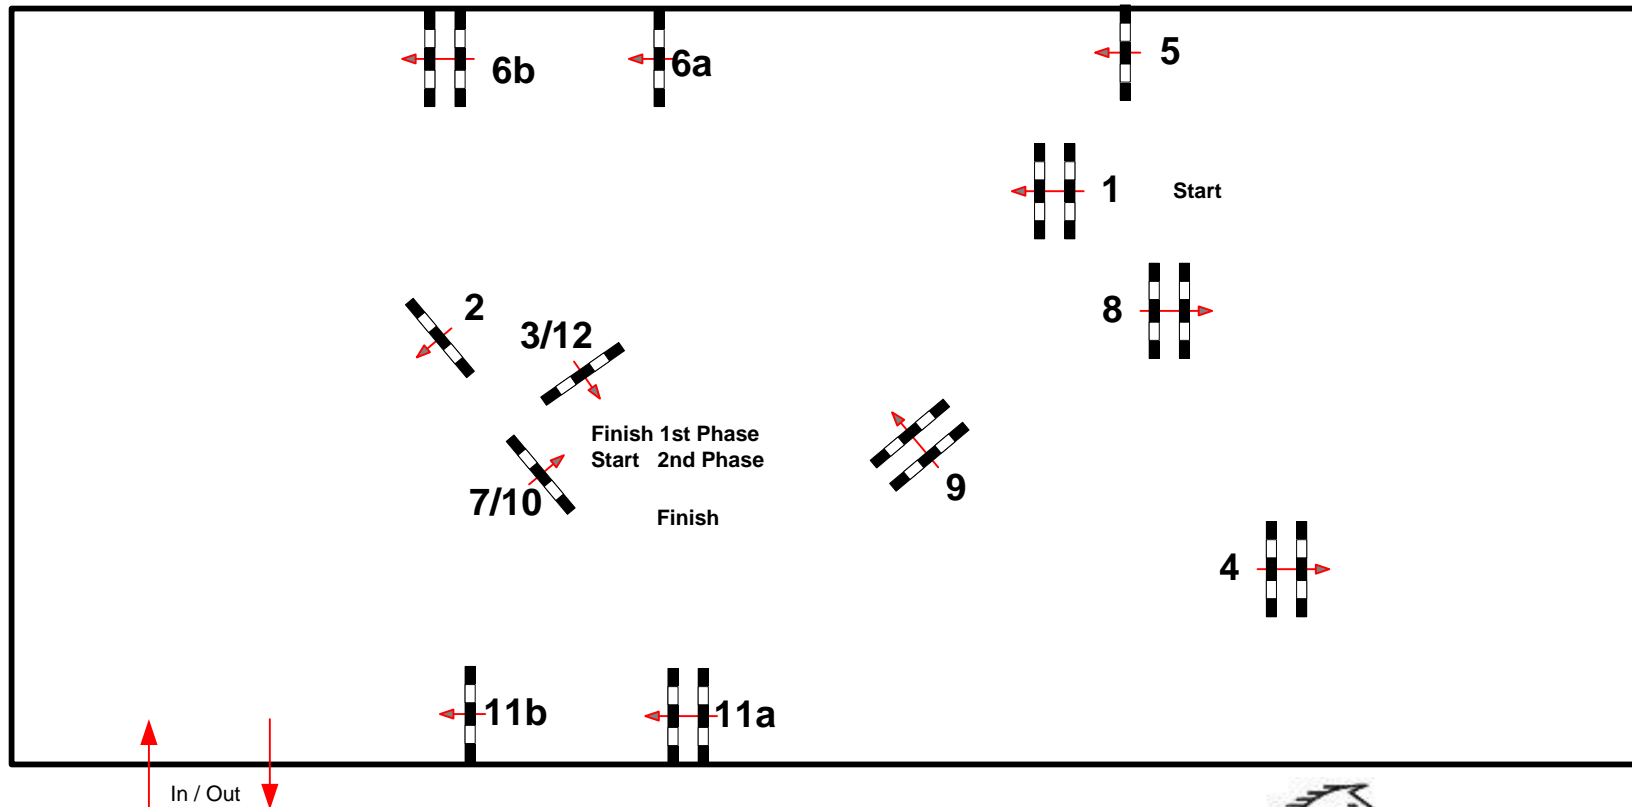 6b
6a
5
1
Start
2
3/12
8
Finish 1st Phase
Start 2nd Phase
7/10
9
Finish
4
11b
11a
In / Out